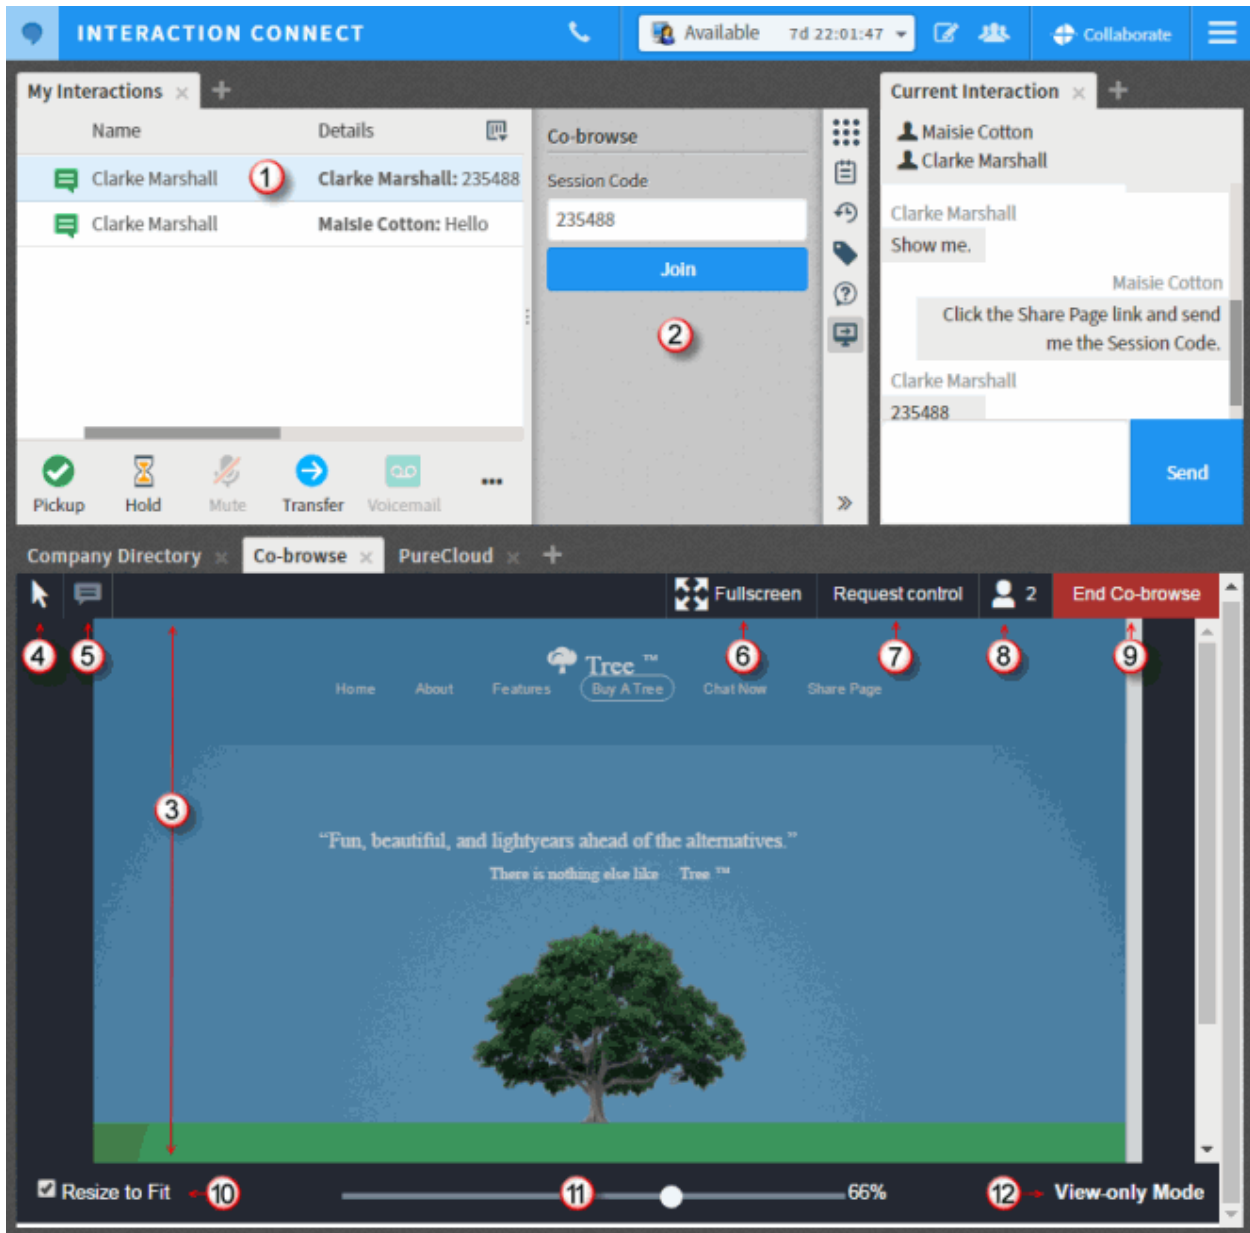 INTERACTION CONNECT
Available 7d 22:01:47
Collaborate
My Interactions
Name Details
Clarke Marshall 1 Clarke Marshall: 235488
Clarke Marshall Maisie Cotton: Hello
Pickup Hold Mute Transfer Voicemail
Co-browse
Session Code
235488
Join
2
Current Interaction
Maisie Cotton
Clarke Marshall
Clarke Marshall
Show me.
Maisie Cotton
Click the Share Page link and send
me the Session Code.
Clarke Marshall
235488
Send
Company Directory Co-browse PureCloud
Fullscreen Request control 2 End Co-browse
4 5 6 7 8 9
Tree ™
Home About Features Buy A Tree Chat Now Share Page
3
“Fun, beautiful, and lightyears ahead of the alternatives.”
There is nothing else like Tree ™
Resize to Fit 10 11 66% 12 View-only Mode